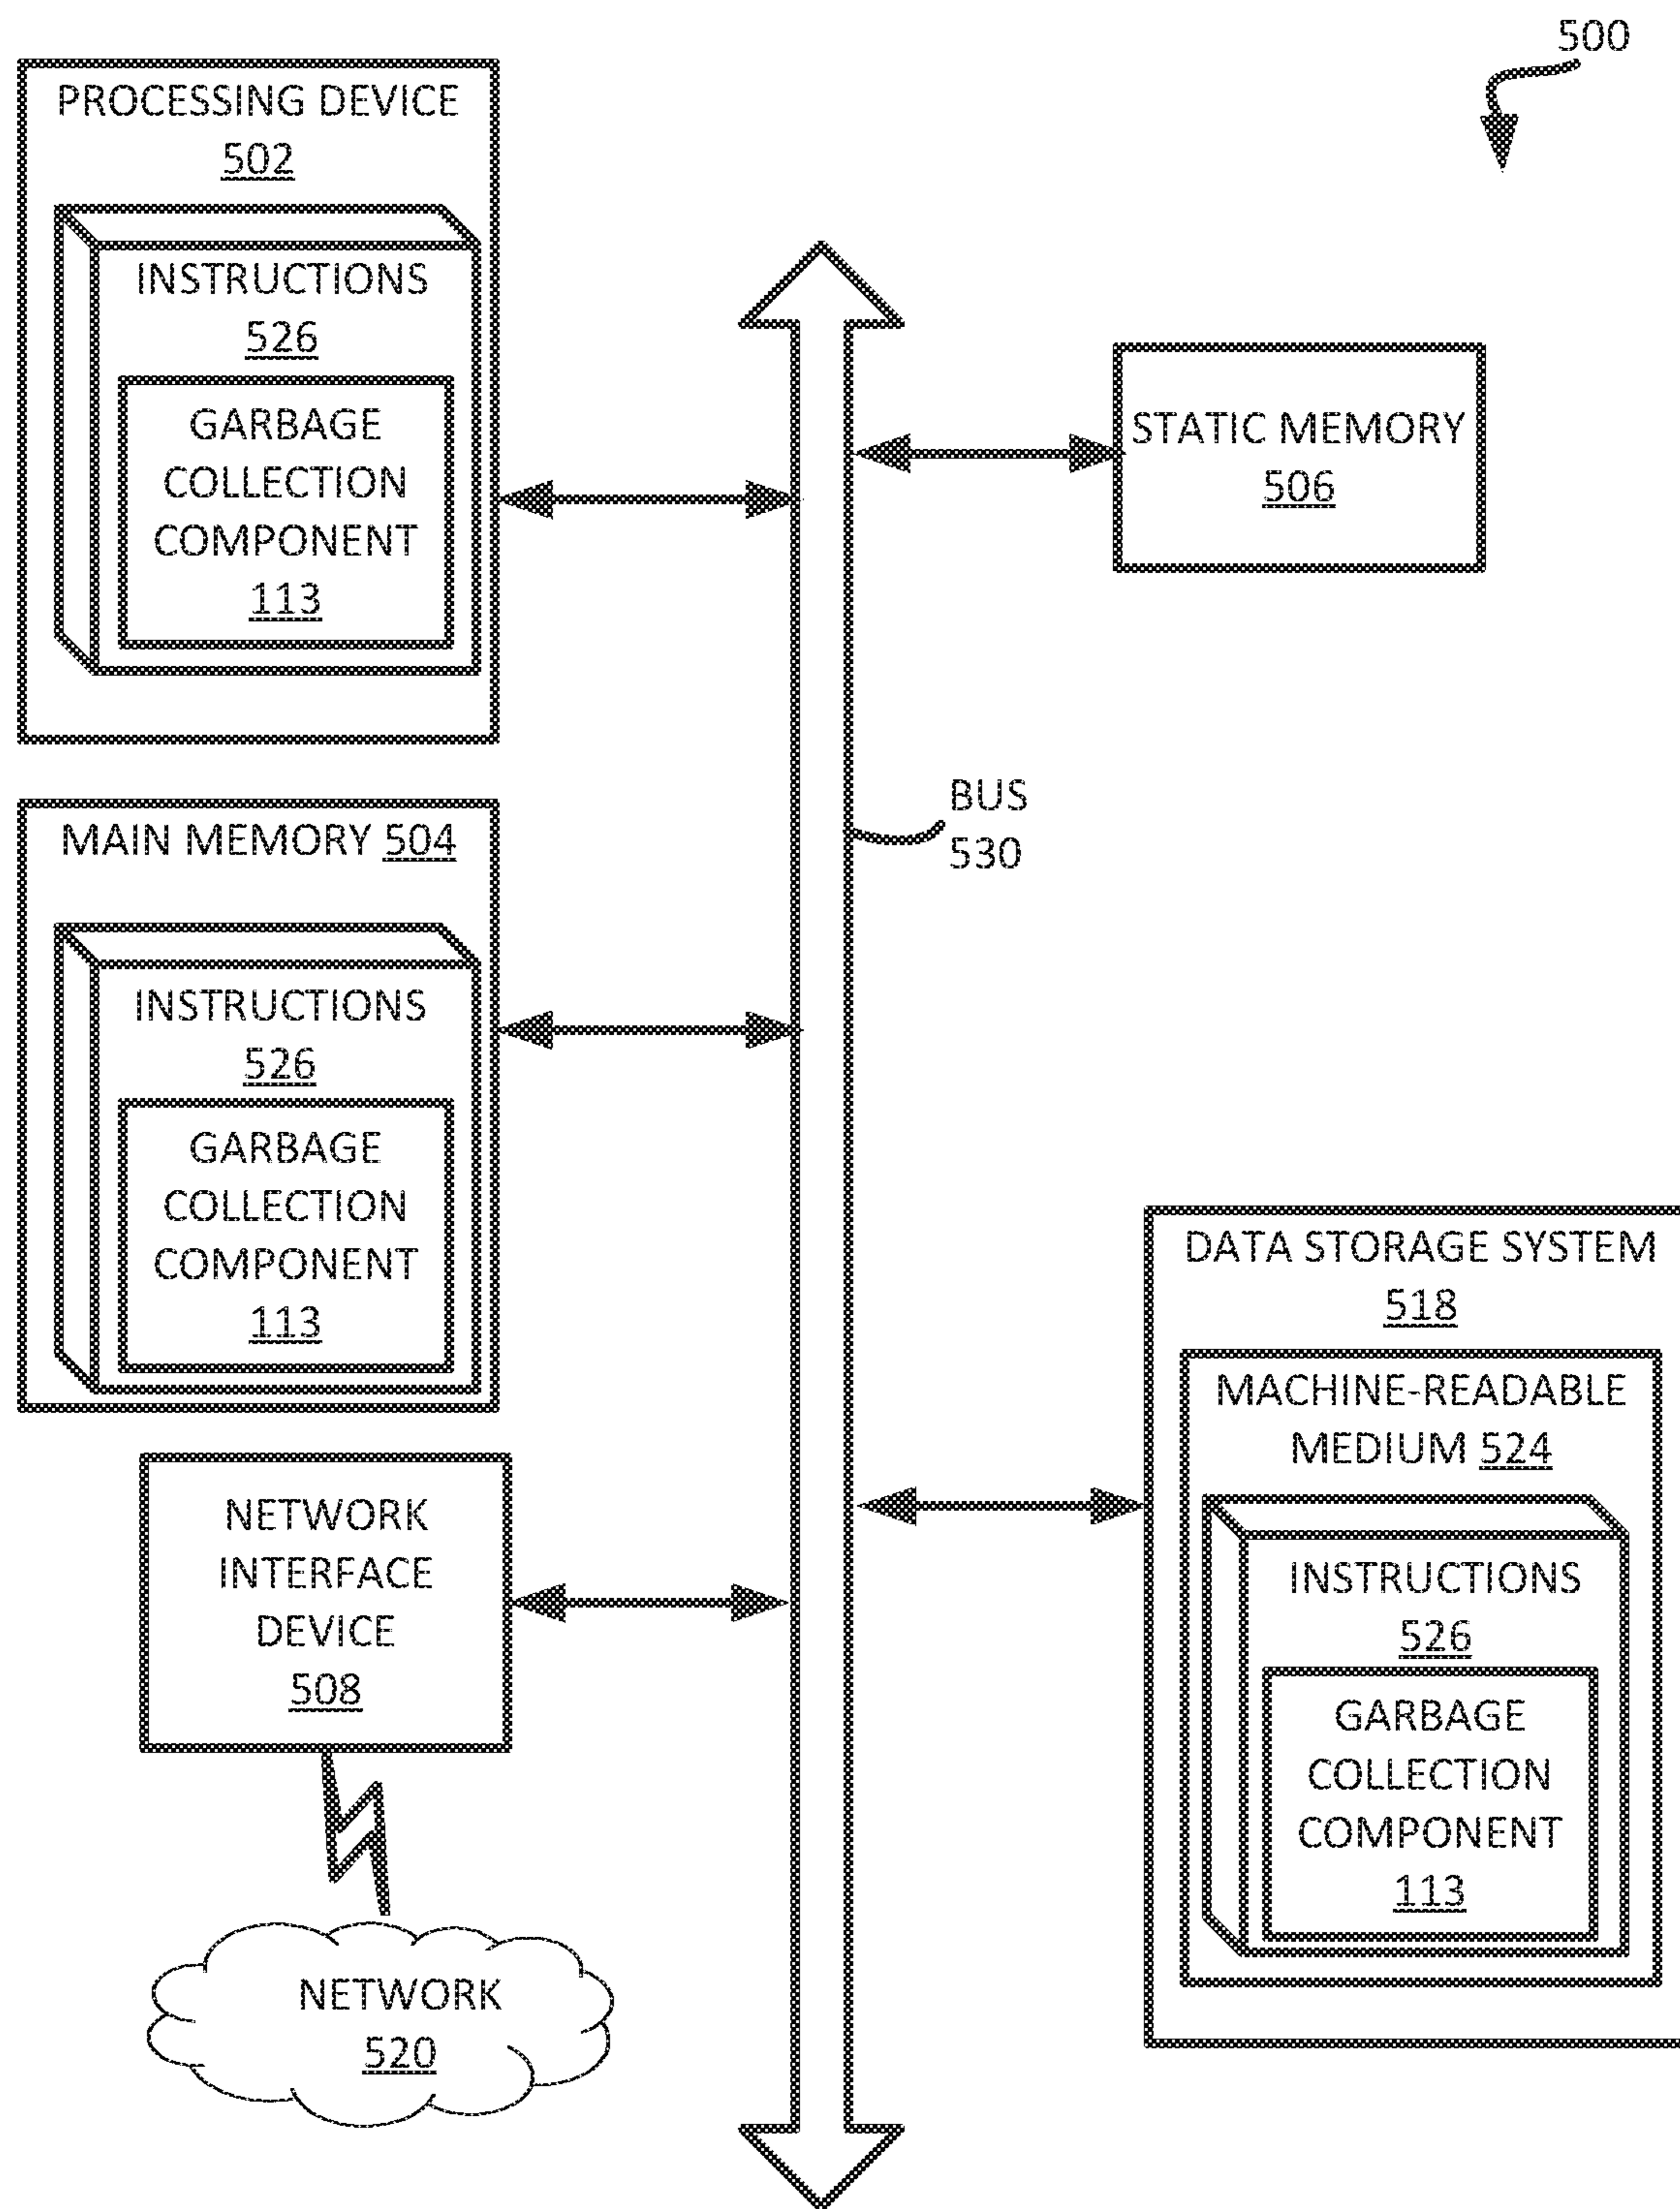 500
PROCESSING DEVICE
502
INSTRUCTIONS
526
GARBAGE
COLLECTION
COMPONENT
113
STATIC MEMORY
506
BUS
530
MAIN MEMORY 504
INSTRUCTIONS
526
GARBAGE
COLLECTION
COMPONENT
113
DATA STORAGE SYSTEM
518
MACHINE-READABLE
MEDIUM 524
INSTRUCTIONS
526
GARBAGE
COLLECTION
COMPONENT
113
NETWORK
INTERFACE
DEVICE
508
NETWORK
520